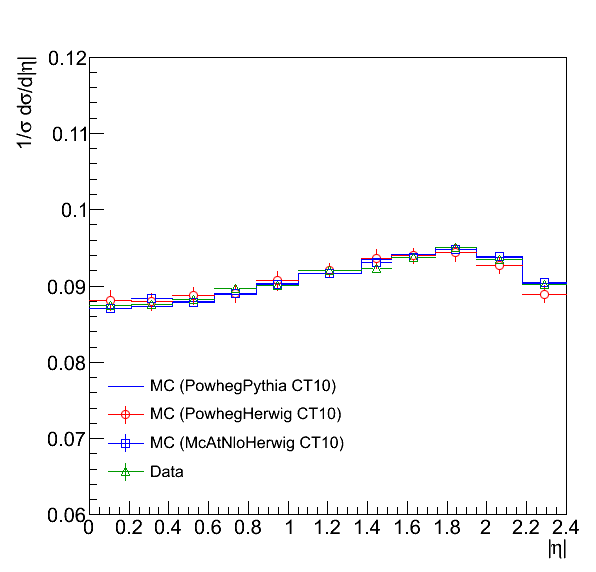 1/σ dσ/d|η|
0.12
0.11
0.1
0.09
0.08
0.07
0.06
MC (PowhegPythia CT10)
MC (PowhegHerwig CT10)
MC (McAtNloHerwig CT10)
Data
0 0.2 0.4 0.6 0.8 1 1.2 1.4 1.6 1.8 2 2.2 2.4
|η|